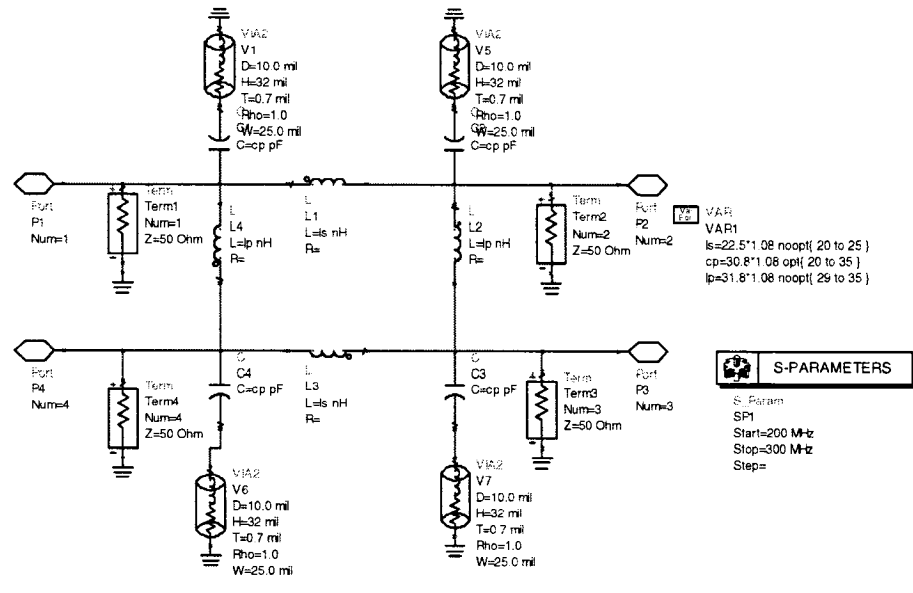 VIA2
V1
D=10.0 mil
H=32 mil
T=0.7 mil
Rho=1.0
W=25.0 mil
C
C=cp pF
VIA2
V5
D=10.0 mil
H=32 mil
T=0.7 mil
Rho=1.0
W=25.0 mil
C
C=cp pF
Port
P1
Num=1
Term
Term1
Num=1
Z=50 Ohm
L
L4
L=lp nH
R=
L
L1
L=ls nH
R=
L
L2
L=lp nH
R=
Term
Term2
Num=2
Z=50 Ohm
Port
P2
Num=2
Var
Eqn
VAR
VAR1
ls=22.5*1.08 noopt{ 20 to 25 }
cp=30.8*1.08 opt{ 20 to 35 }
lp=31.8*1.08 noopt{ 29 to 35 }
Port
P4
Num=4
Term
Term4
Num=4
Z=50 Ohm
C
C4
C=cp pF
L
L3
L=ls nH
R=
C
C3
C=cp pF
Term
Term3
Num=3
Z=50 Ohm
Port
P3
Num=3
S-PARAMETERS
S_Param
SP1
Start=200 MHz
Stop=300 MHz
Step=
VIA2
V6
D=10.0 mil
H=32 mil
T=0.7 mil
Rho=1.0
W=25.0 mil
VIA2
V7
D=10.0 mil
H=32 mil
T=0.7 mil
Rho=1.0
W=25.0 mil